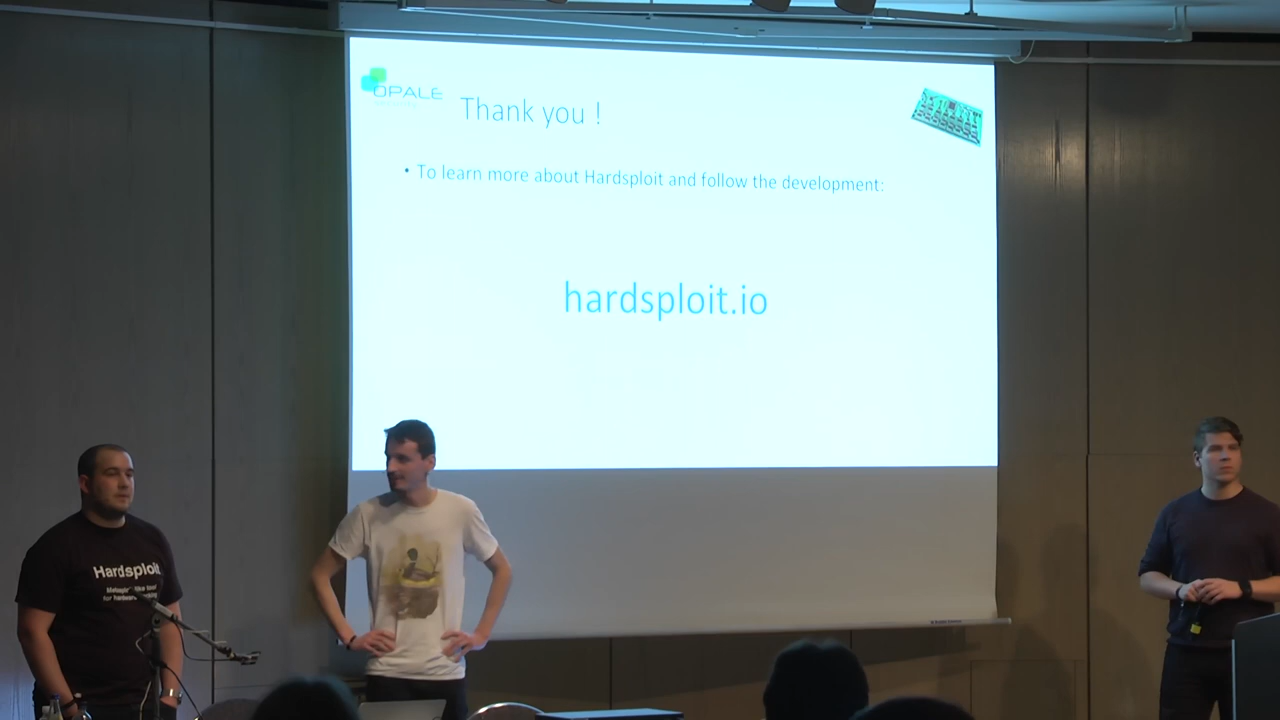 OPALE
Thank you !
• To learn more about Hardsploit and follow the development:
hardsploit.io
Hardsploit